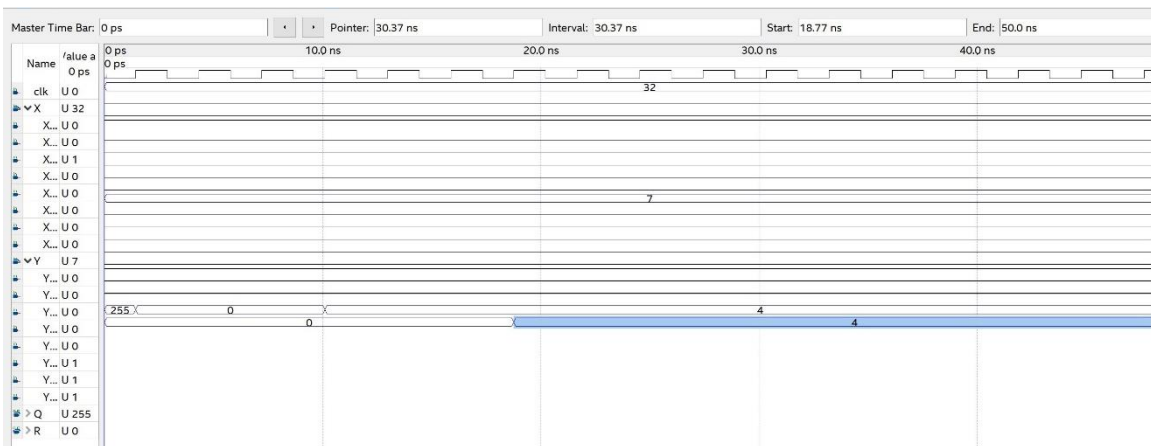 Master Time Bar: 0 ps Pointer: 30.37 ns Interval: 30.37 ns Start: 18.77 ns End: 50.0 ns
Name /alue a 0 ps
0 ps 10.0 ns 20.0 ns 30.0 ns 40.0 ns
0 ps
clk U 0
32
X U 32
X... U 0
X... U 0
X... U 1
X... U 0
X... U 0
7
X... U 0
X... U 0
X... U 0
Y U 7
Y... U 0
Y... U 0
Y... U 0
255 0 4
Y... U 0
0 4
Y... U 0
Y... U 1
Y... U 1
Y... U 1
Q U 255
R U 0